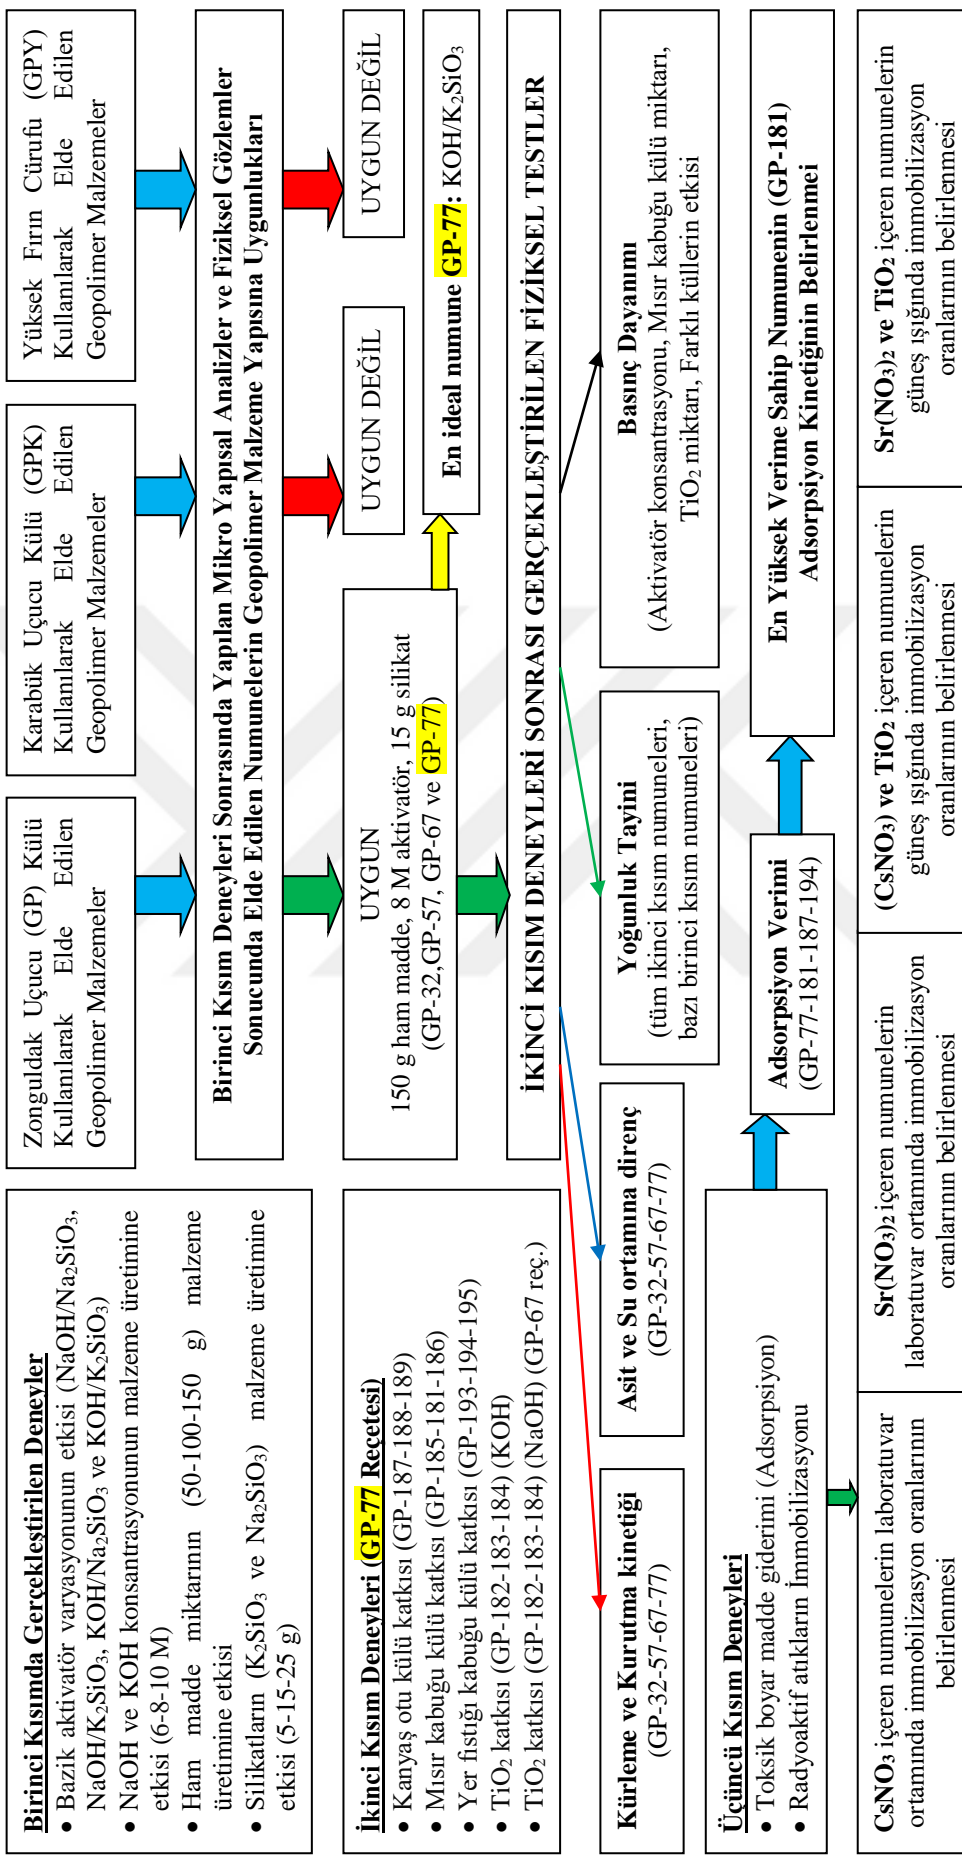 Birinci Kısımda Gerçekleştirilen Deneyler
• Bazik aktivatör varyasyonun etkisi (NaOH/Na₂SiO₃,
NaOH/K₂SiO₃, KOH/Na₂SiO₃ ve KOH/K₂SiO₃)
• NaOH ve KOH konsantrasyonun malzeme üretimine
etkisi (6-8-10 M)
• Ham madde miktarının (50-100-150 g) malzeme
üretimine etkisi
• Silikatların (K₂SiO₃ ve Na₂SiO₃) malzeme üretimine
etkisi (5-15-25 g)
Zonguldak Uçucu (GP) Külü
Kullanılarak Elde Edilen
Geopolimer Malzemeler
Karabük Uçucu Külü (GPK)
Kullanılarak Elde Edilen
Geopolimer Malzemeler
Yüksek Fırın Cürufu (GPY)
Kullanılarak Elde Edilen
Geopolimer Malzemeler
Birinci Kısım Deneyleri Sonrasında Yapılan Mikro Yapısal Analizler ve Fiziksel Gözlemler
Sonucunda Elde Edilen Numunelerin Geopolimer Malzeme Yapısına Uygunlukları
İkinci Kısım Deneyleri (GP-77 Reçetesi)
• Kanyaş otu külü katkısı (GP-187-188-189)
• Mısır kabuğu külü katkısı (GP-185-181-186)
• Yer fıstığı kabuğu külü katkısı (GP-193-194-195)
• TiO₂ katkısı (GP-182-183-184) (KOH)
• TiO₂ katkısı (GP-182-183-184) (NaOH) (GP-67 reç.)
UYGUN
150 g ham madde, 8 M aktivatör, 15 g silikat
(GP-32,GP-57, GP-67 ve GP-77)
UYGUN DEĞİL
UYGUN DEĞİL
En ideal numune GP-77: KOH/K₂SiO₃
İKİNCİ KISIM DENEYLERİ SONRASI GERÇEKLEŞTİRİLEN FİZİKSEL TESTLER
Kürleme ve Kurutma kinetiği
(GP-32-57-67-77)
Asit ve Su ortamına direnç
(GP-32-57-67-77)
Yoğunluk Tayini
(tüm ikinci kısım numuneleri,
bazı birinci kısım numuneleri)
Basınç Dayanımı
(Aktivatör konsantrasyonu, Mısır kabuğu külü miktarı,
TiO₂ miktarı, Farklı küllerin etkisi
Üçüncü Kısım Deneyleri
• Toksik boyar madde giderimi (Adsorpsiyon)
• Radyoaktif atıkların İmmobilizasyonu
Adsorpsiyon Verimi
(GP-77-181-187-194)
En Yüksek Verime Sahip Numunenin (GP-181)
Adsorpsiyon Kinetiğinin Belirlenmei
CsNO₃ içeren numunelerin laboratuvar
ortamında immobilizasyon oranlarının
belirlenmesi
Sr(NO₃)₂ içeren numunelerin
laboratuvar ortamında immobilizasyon
oranlarının belirlenmesi
(CsNO₃) ve TiO₂ içeren numunelerin
güneş ışığında immobilizasyon
oranlarının belirlenmesi
Sr(NO₃)₂ ve TiO₂ içeren numunelerin
güneş ışığında immobilizasyon
oranlarının belirlenmesi